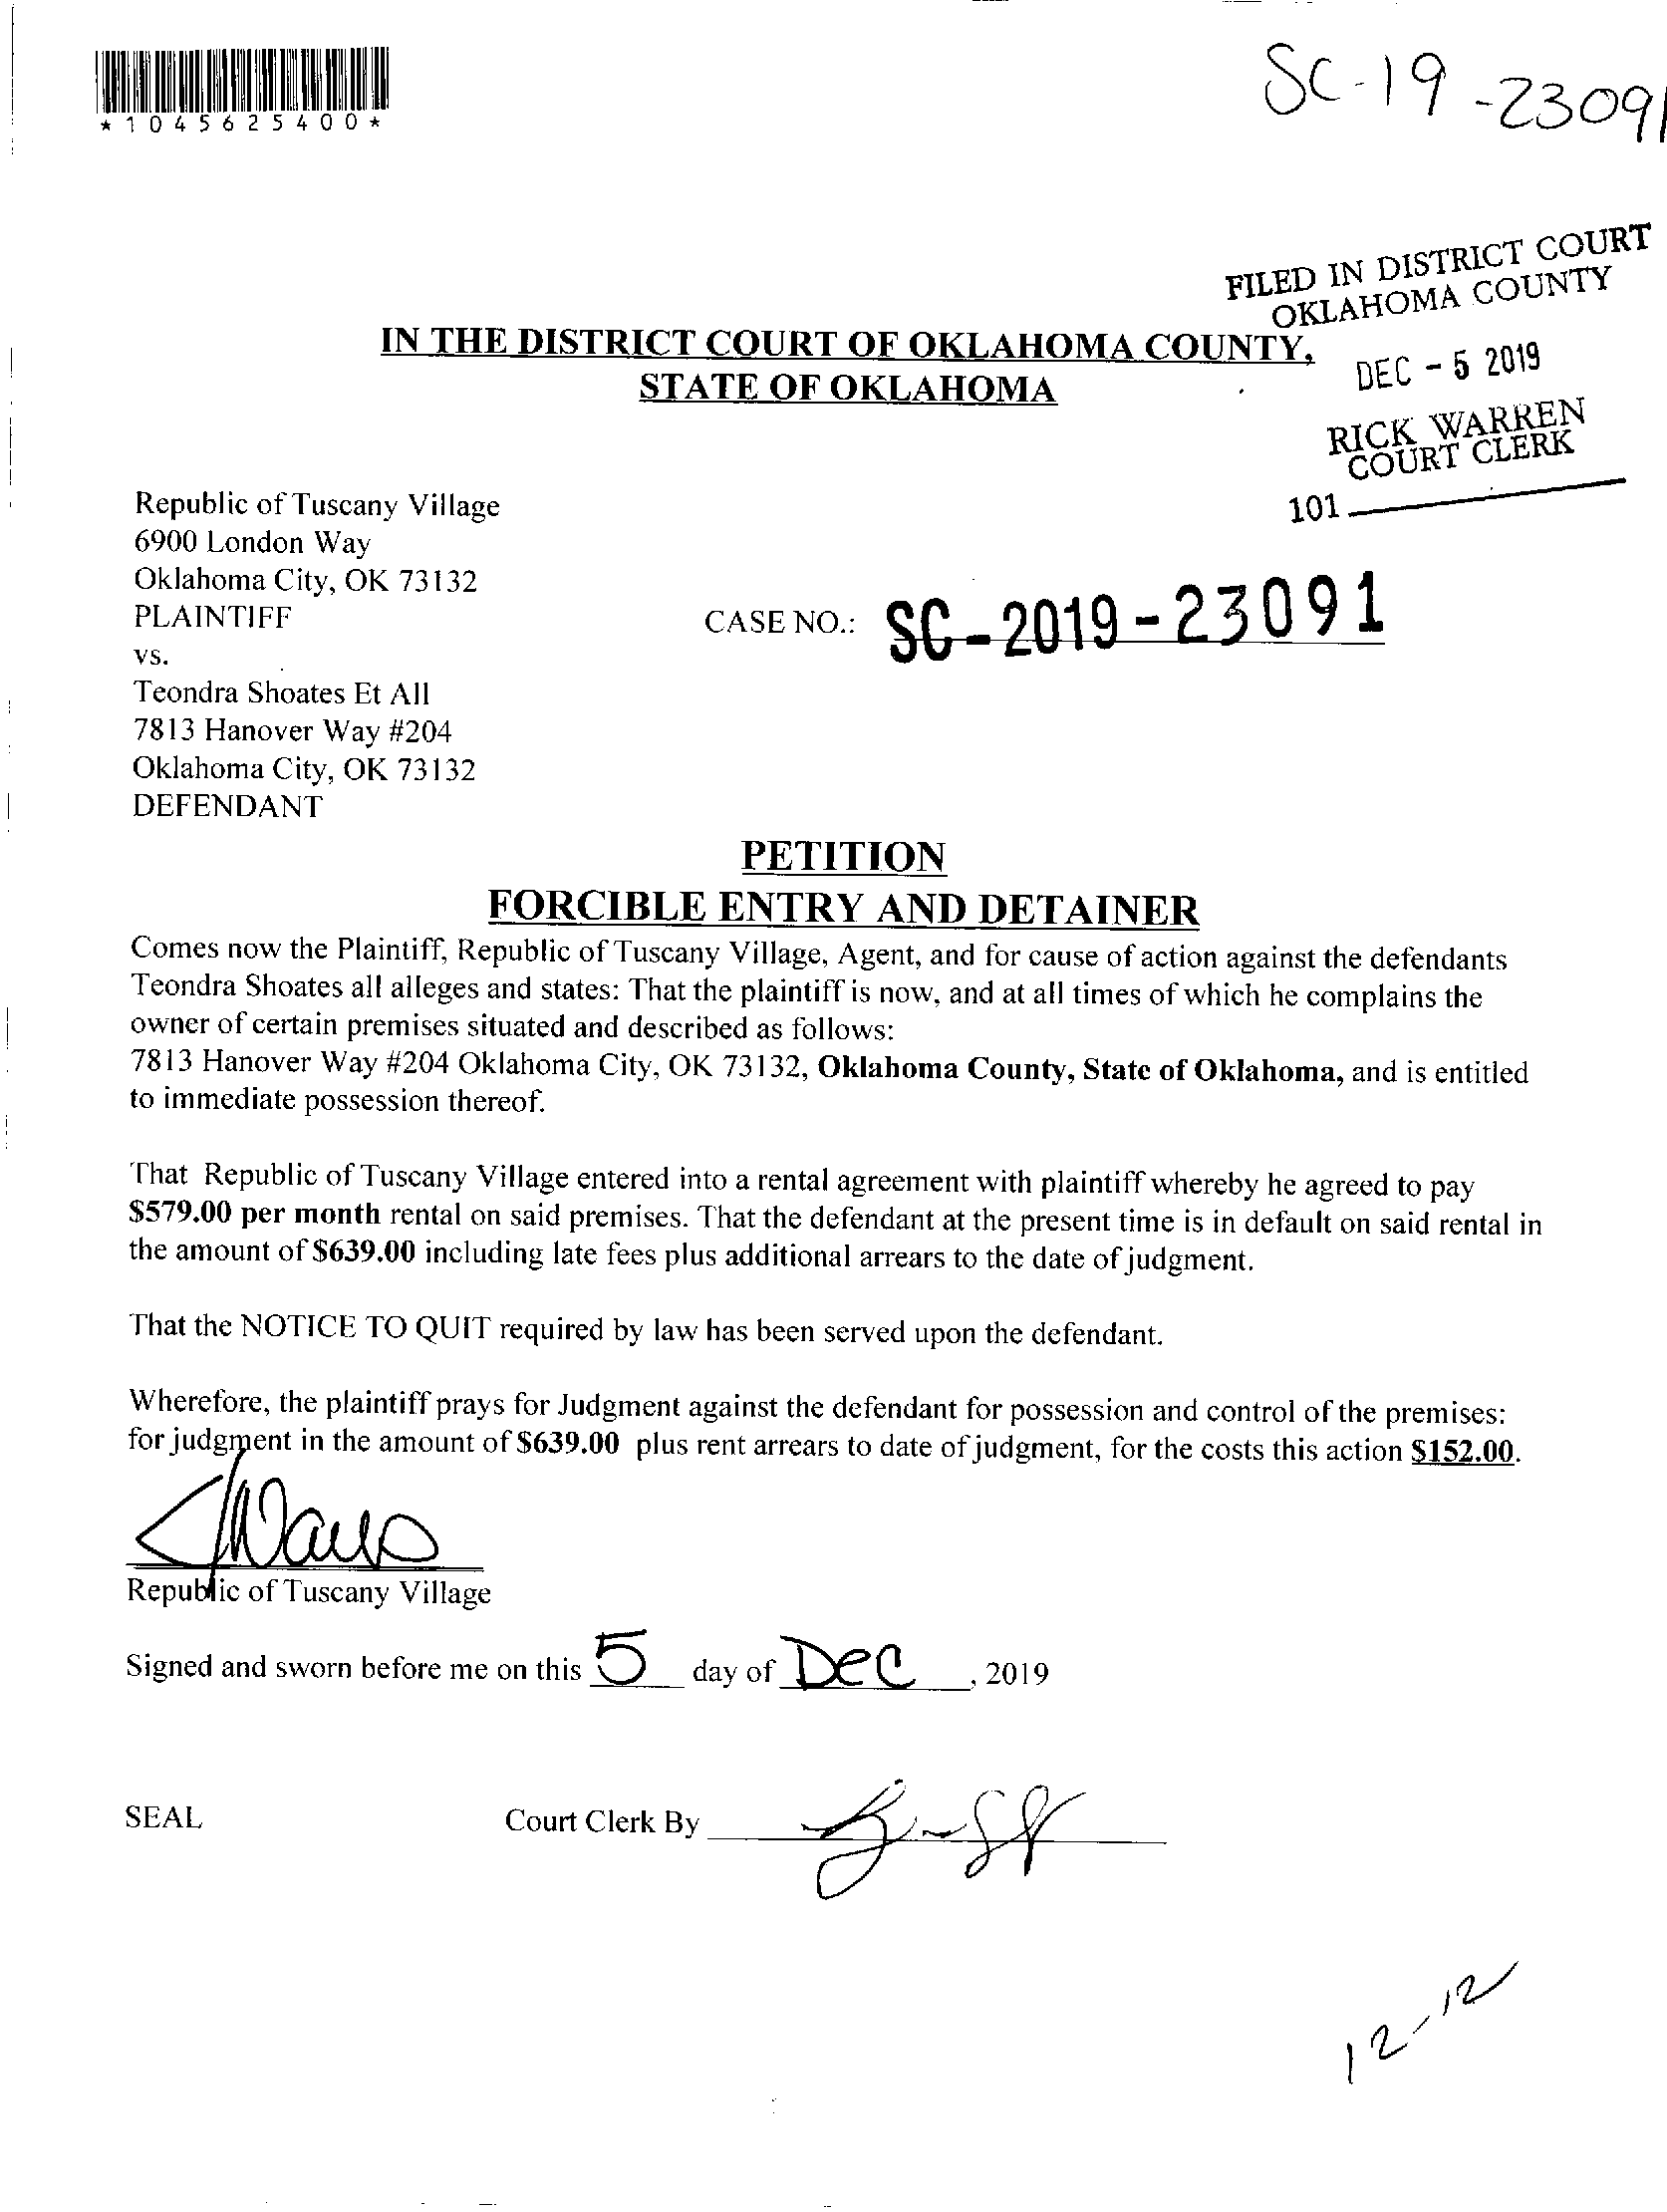 *1045625400*
SC-19-23091
FILED IN DISTRICT COURT
OKLAHOMA COUNTY
IN THE DISTRICT COURT OF OKLAHOMA COUNTY,
STATE OF OKLAHOMA
DEC - 5 2019
RICK WARREN
COURT CLERK
101
Republic of Tuscany Village
6900 London Way
Oklahoma City, OK 73132
PLAINTIFF
CASE NO.: SC-2019-23091
vs.
Teondra Shoates Et All
7813 Hanover Way #204
Oklahoma City, OK 73132
DEFENDANT
PETITION
FORCIBLE ENTRY AND DETAINER
Comes now the Plaintiff, Republic of Tuscany Village, Agent, and for cause of action against the defendants
Teondra Shoates all alleges and states: That the plaintiff is now, and at all times of which he complains the
owner of certain premises situated and described as follows:
7813 Hanover Way #204 Oklahoma City, OK 73132, Oklahoma County, State of Oklahoma, and is entitled
to immediate possession thereof.
That Republic of Tuscany Village entered into a rental agreement with plaintiff whereby he agreed to pay
$579.00 per month rental on said premises. That the defendant at the present time is in default on said rental in
the amount of $639.00 including late fees plus additional arrears to the date of judgment.
That the NOTICE TO QUIT required by law has been served upon the defendant.
Wherefore, the plaintiff prays for Judgment against the defendant for possession and control of the premises:
for judgment in the amount of $639.00 plus rent arrears to date of judgment, for the costs this action $152.00.
Republic of Tuscany Village
Signed and sworn before me on this 5 day of Dec, 2019
SEAL
Court Clerk By
12-12